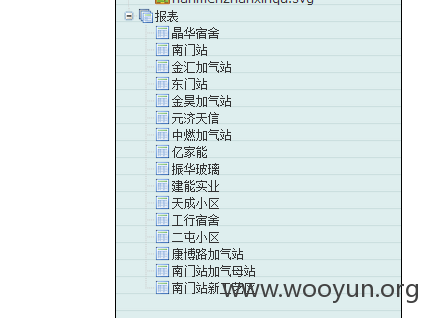 nanmenzhanxinqu.svg
报表
晶华宿舍
南门站
金汇加气站
东门站
金昊加气站
元济天信
中燃加气站
亿家能
振华玻璃
建能实业
天成小区
工行宿舍
二屯小区
康博路加气站
南门站加气母站
南门站新
www.wooyun.org